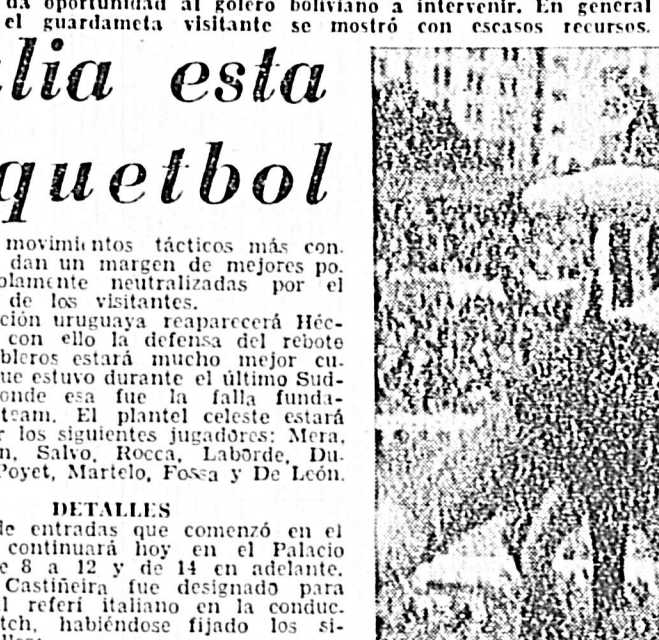 da oportunidad al golero boliviano a intervenir. En general
el guardameta visitante se mostró con escasos recursos.
lia esta
quetbol
movimientos tácticos más con-
dan un margen de mejores po-
olamente neutralizadas por el
de los visitantes.
ción uruguaya reaparecerá Héc-
con ello la defensa del rebote
bleros estará mucho mejor cu-
ue estuvo durante el último Sud-
onde esa fue la falla funda-
team. El plantel celeste estará
r los siguientes jugadores: Mera,
n, Salvo, Rocca, Laborde, Du-
Poyet, Martelo, Fossa y De León.
DETALLES
de entradas que comenzó en el
continuará hoy en el Palacio
e 8 a 12 y de 14 en adelante.
Castiñeira fue designado para
l referí italiano en la conduc-
tch, habiéndose fijado los si-